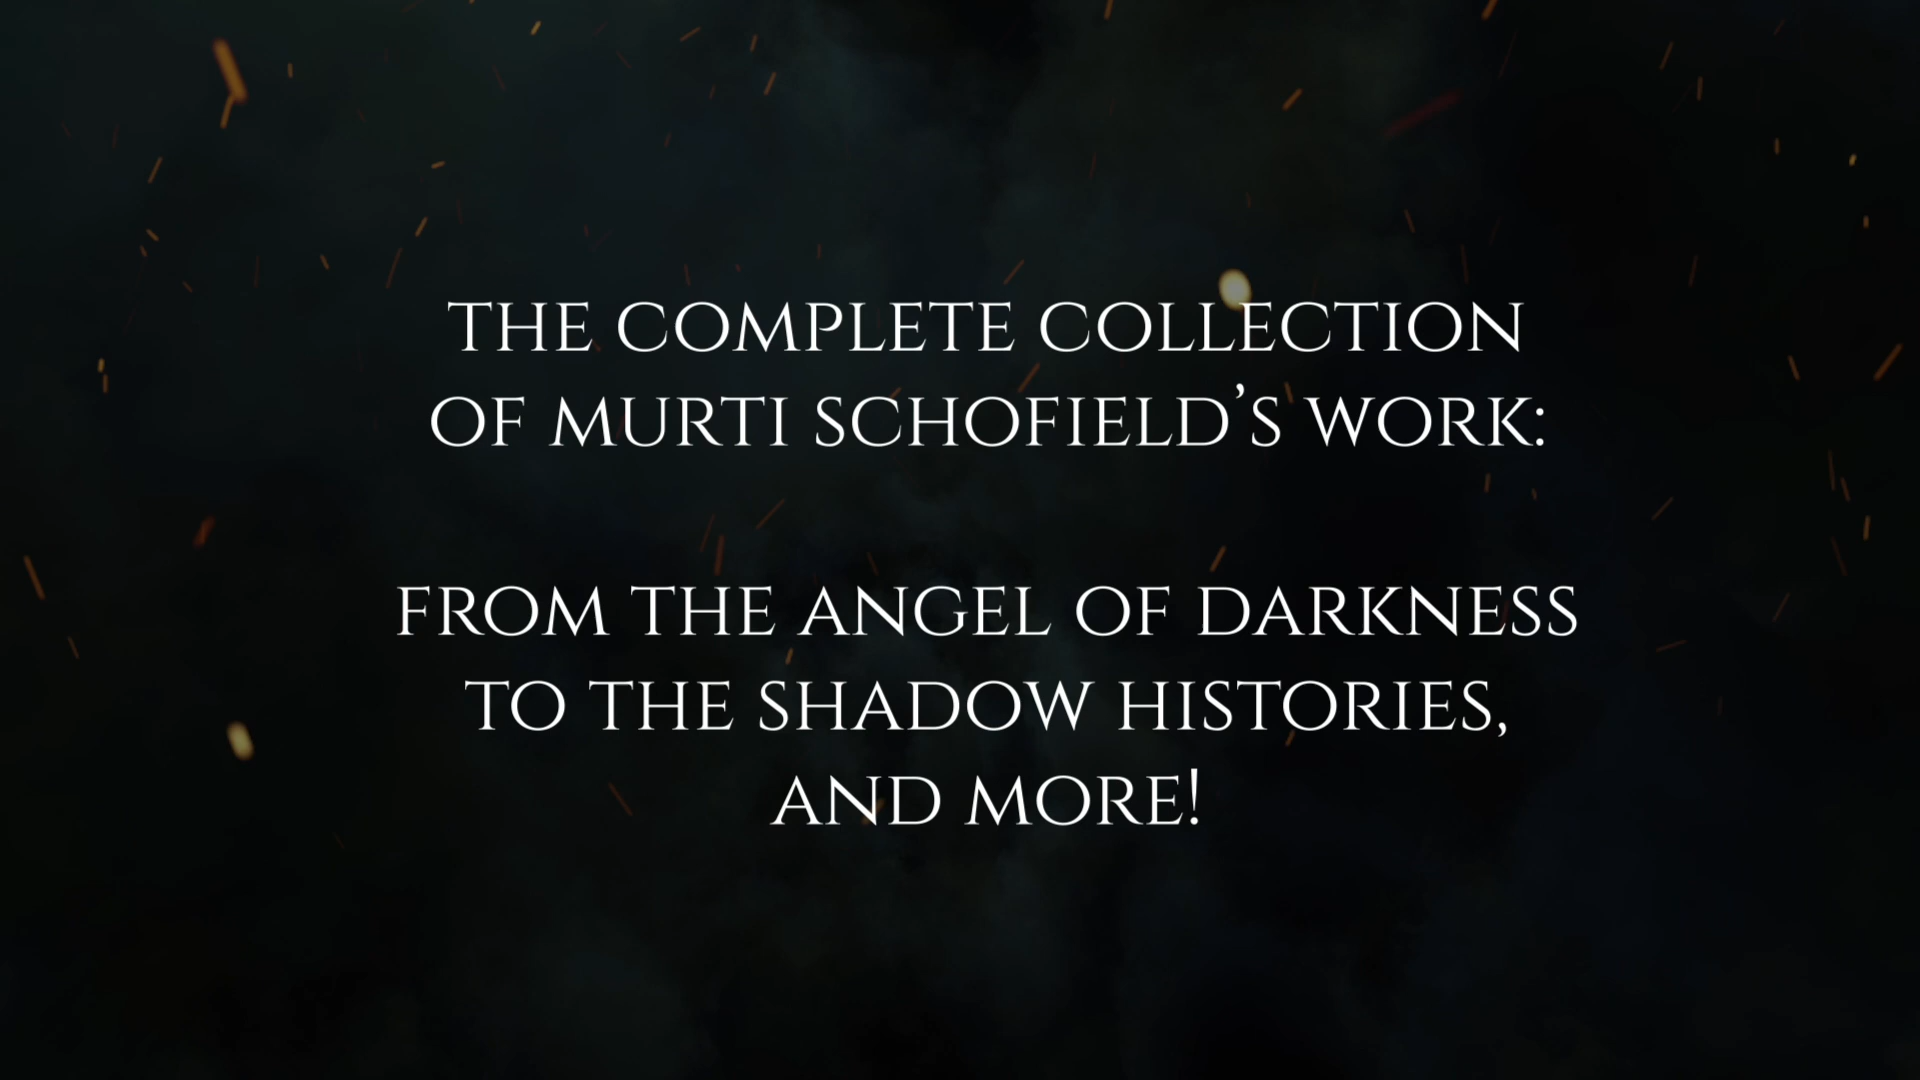 THE COMPLETE COLLECTION
OF MURTI SCHOFIELD’S WORK:
FROM THE ANGEL OF DARKNESS
TO THE SHADOW HISTORIES,
AND MORE!